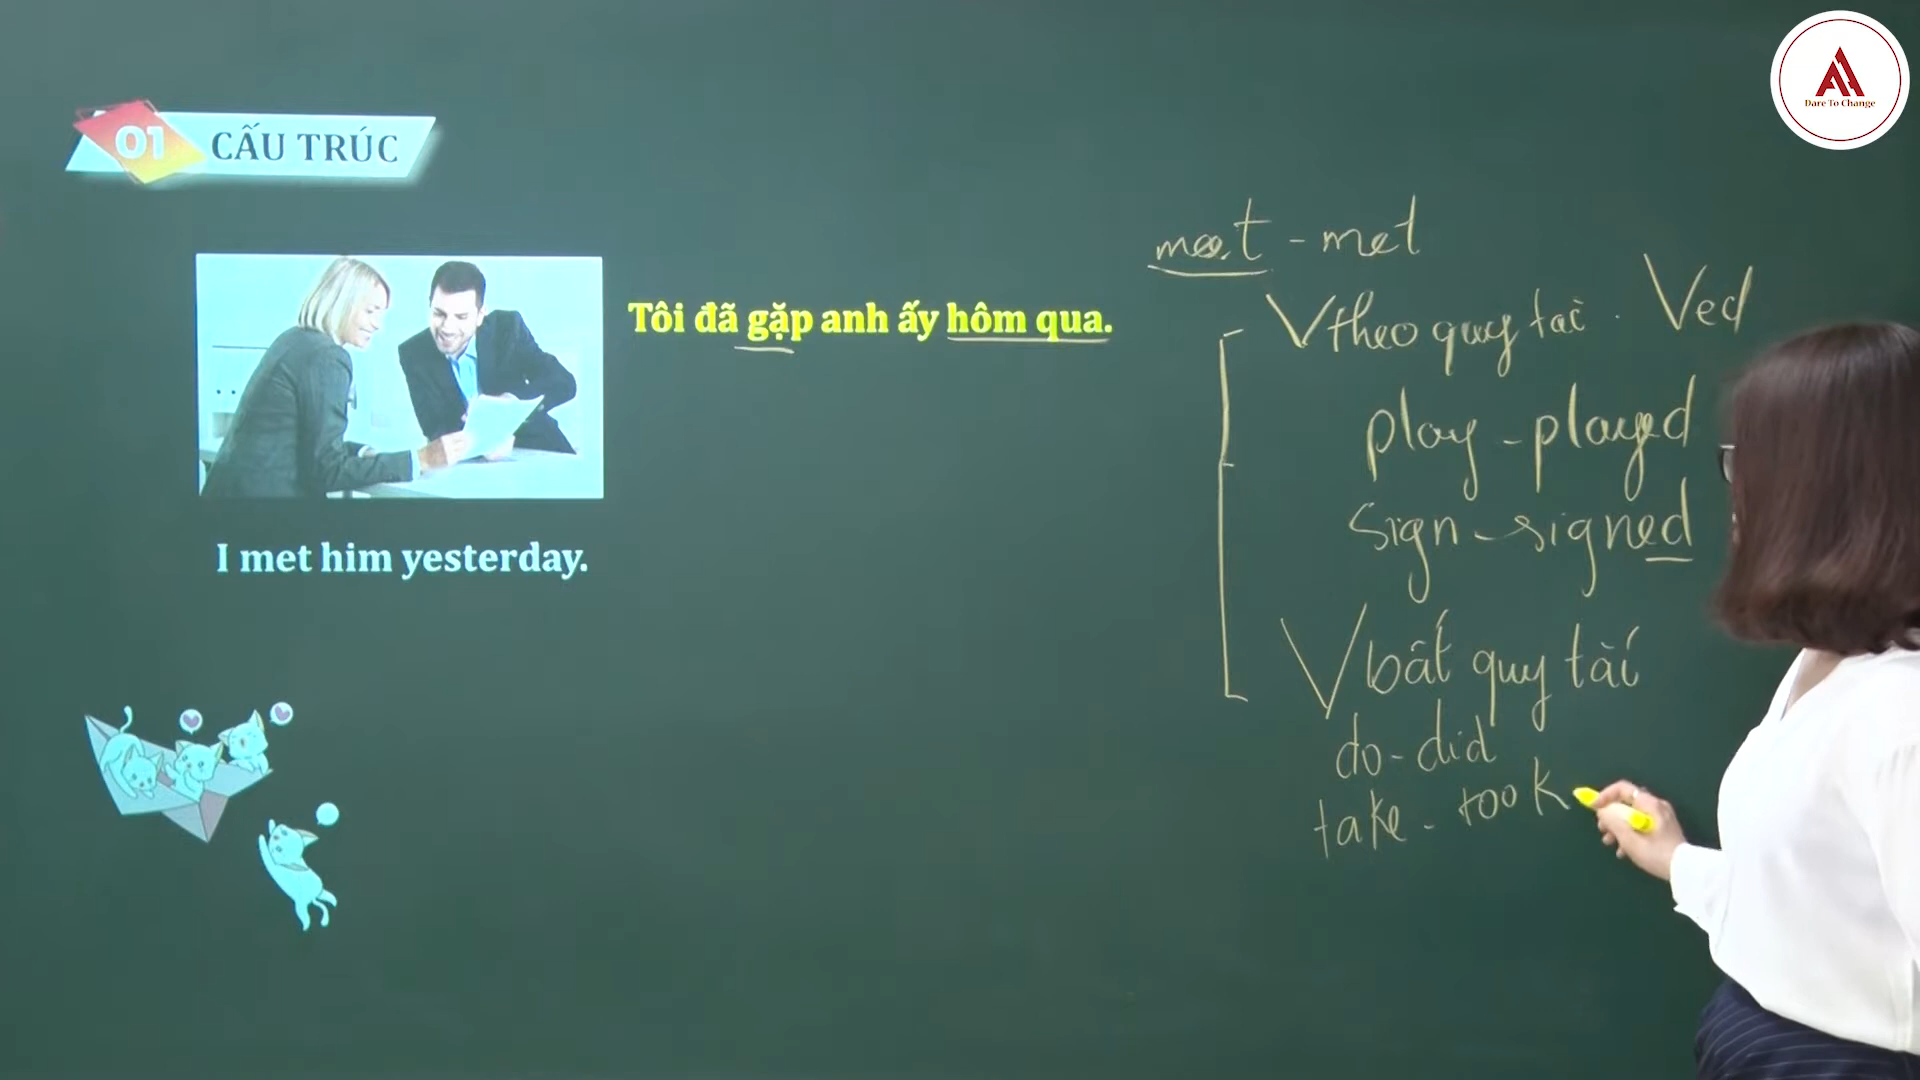 Dare To Change
01 CẤU TRÚC
Tôi đã gặp anh ấy hôm qua.
I met him yesterday.
meet - met
V theo quy tắc . Ved
play - played
sign - signed
V bất quy tắc
do - did
take - took